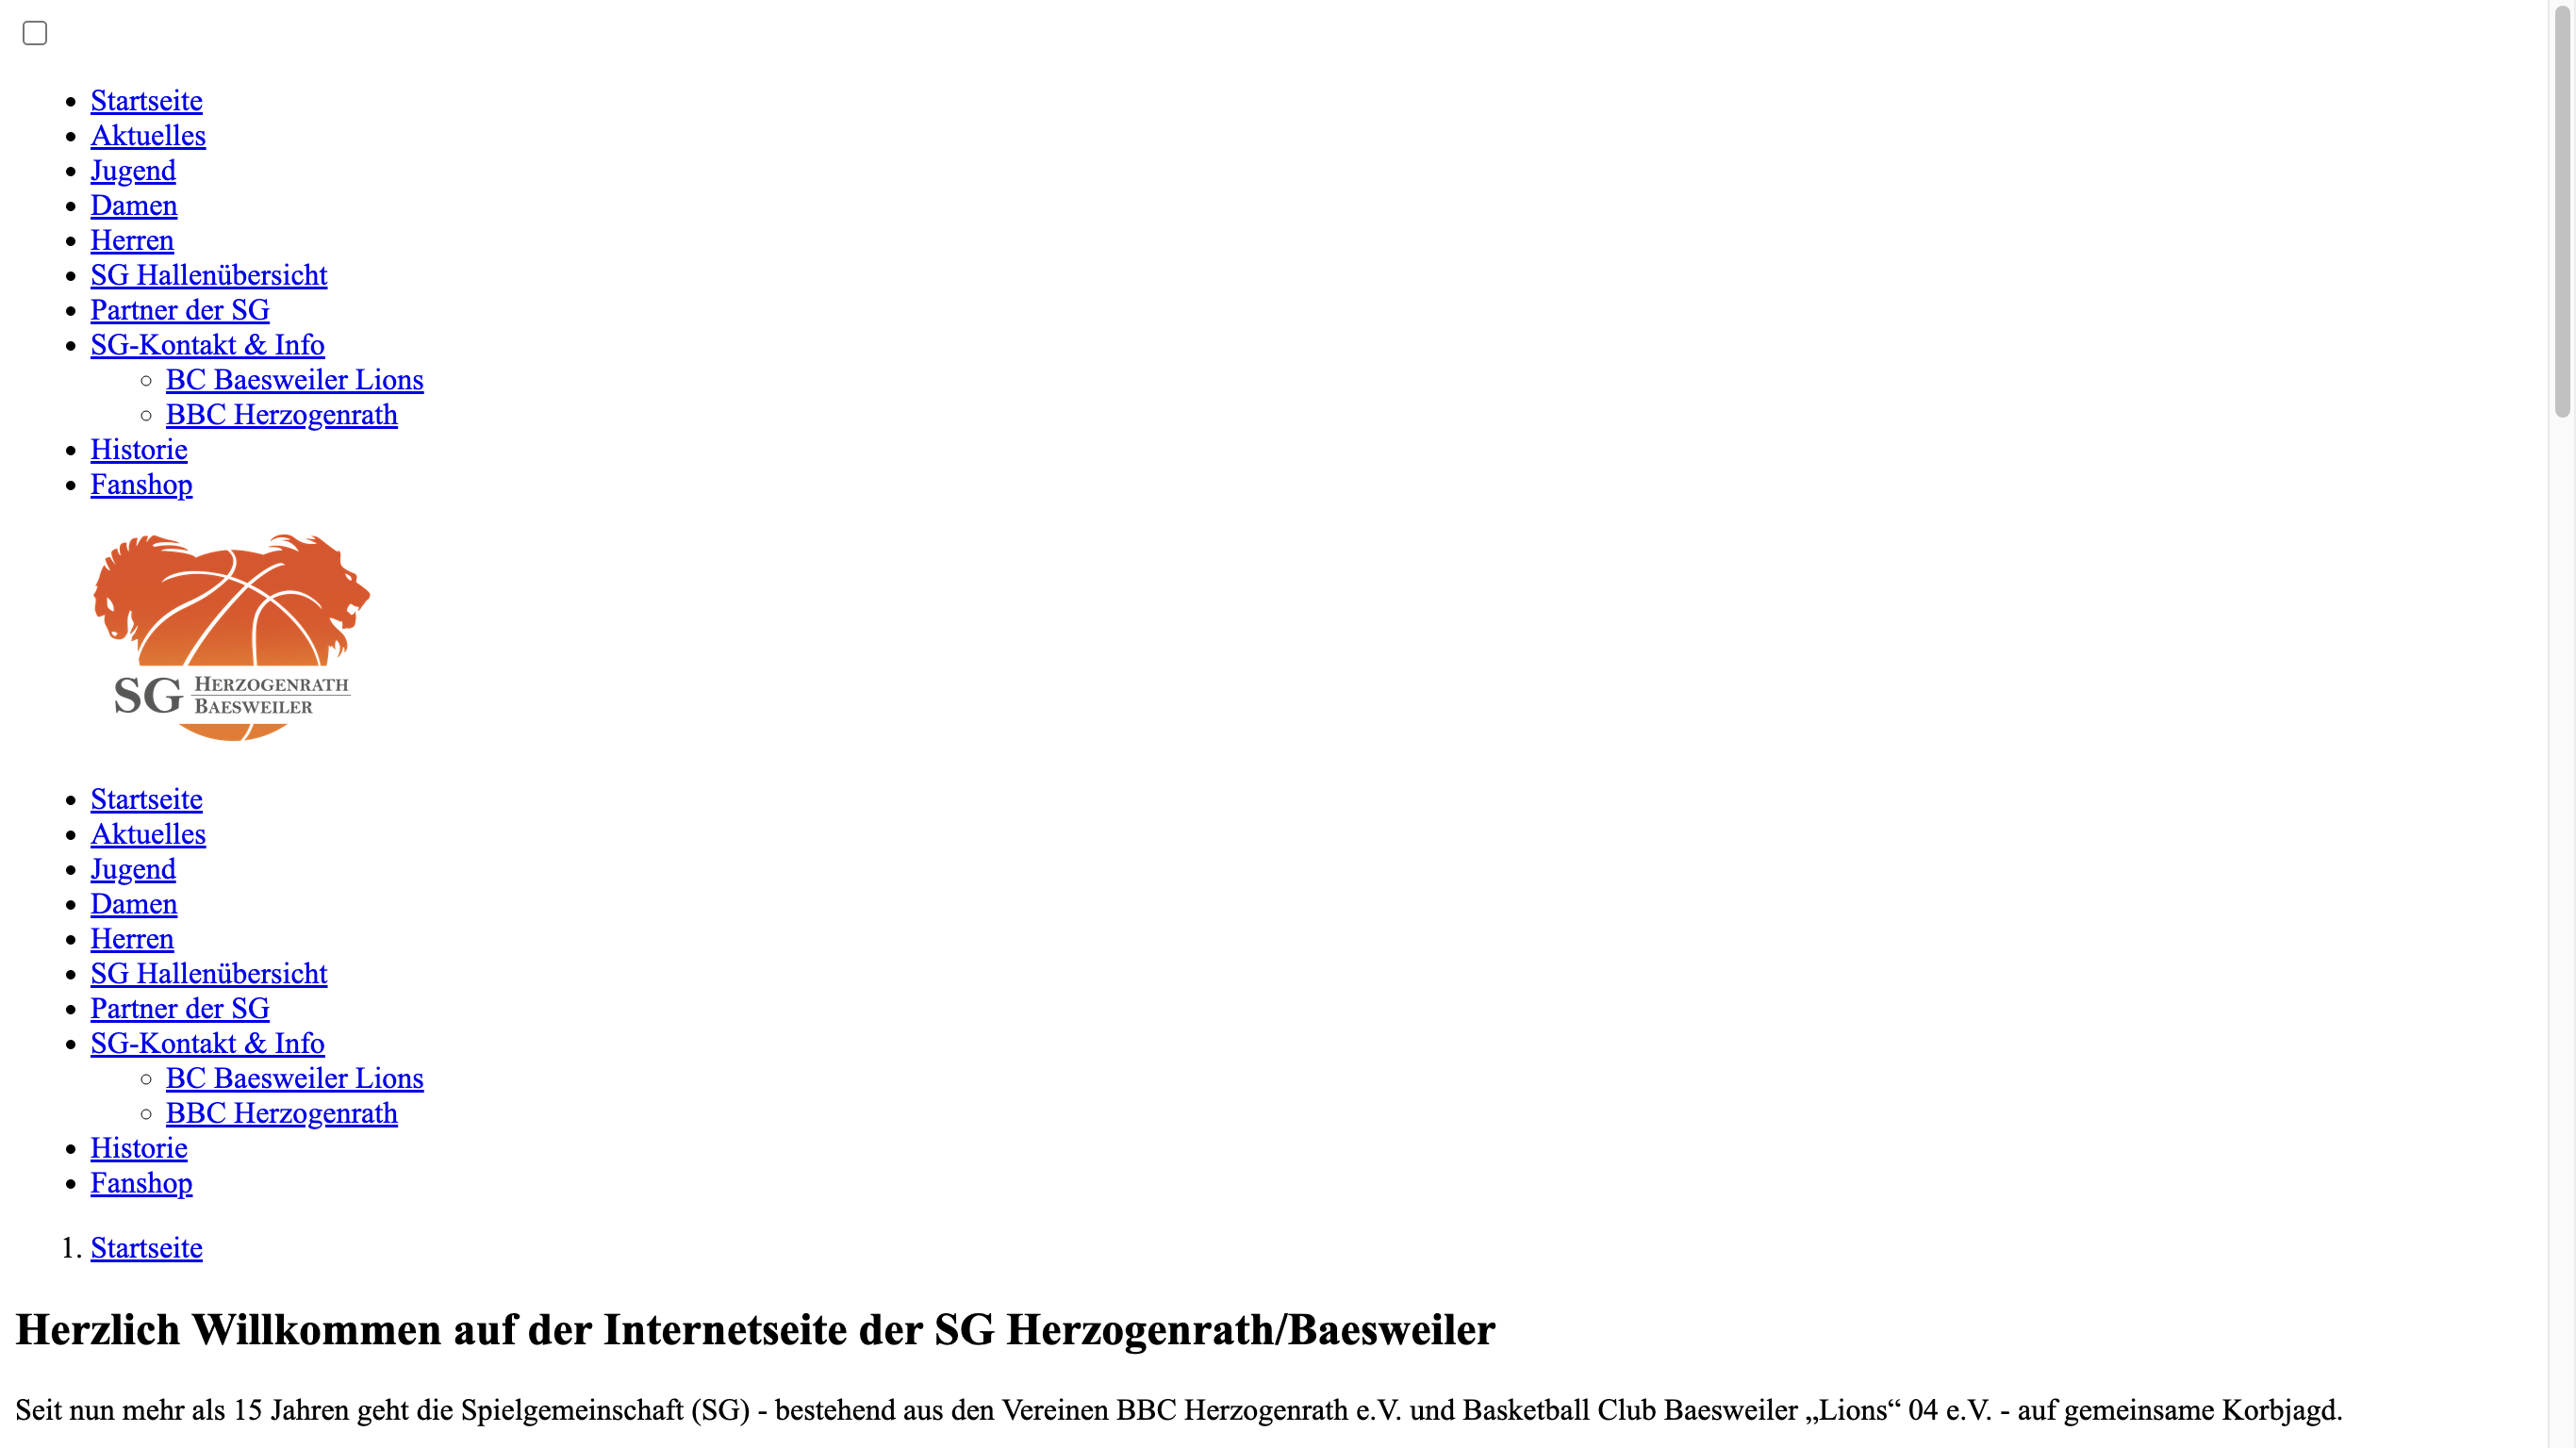 Startseite
Aktuelles
Jugend
Damen
Herren
SG Hallenübersicht
Partner der SG
SG-Kontakt & Info
BC Baesweiler Lions
BBC Herzogenrath
Historie
Fanshop
SG HERZOGENRATH
BAESWEILER
Startseite
Aktuelles
Jugend
Damen
Herren
SG Hallenübersicht
Partner der SG
SG-Kontakt & Info
BC Baesweiler Lions
BBC Herzogenrath
Historie
Fanshop
1. Startseite
Herzlich Willkommen auf der Internetseite der SG Herzogenrath/Baesweiler
Seit nun mehr als 15 Jahren geht die Spielgemeinschaft (SG) - bestehend aus den Vereinen BBC Herzogenrath e.V. und Basketball Club Baesweiler „Lions“ 04 e.V. - auf gemeinsame Korbjagd.